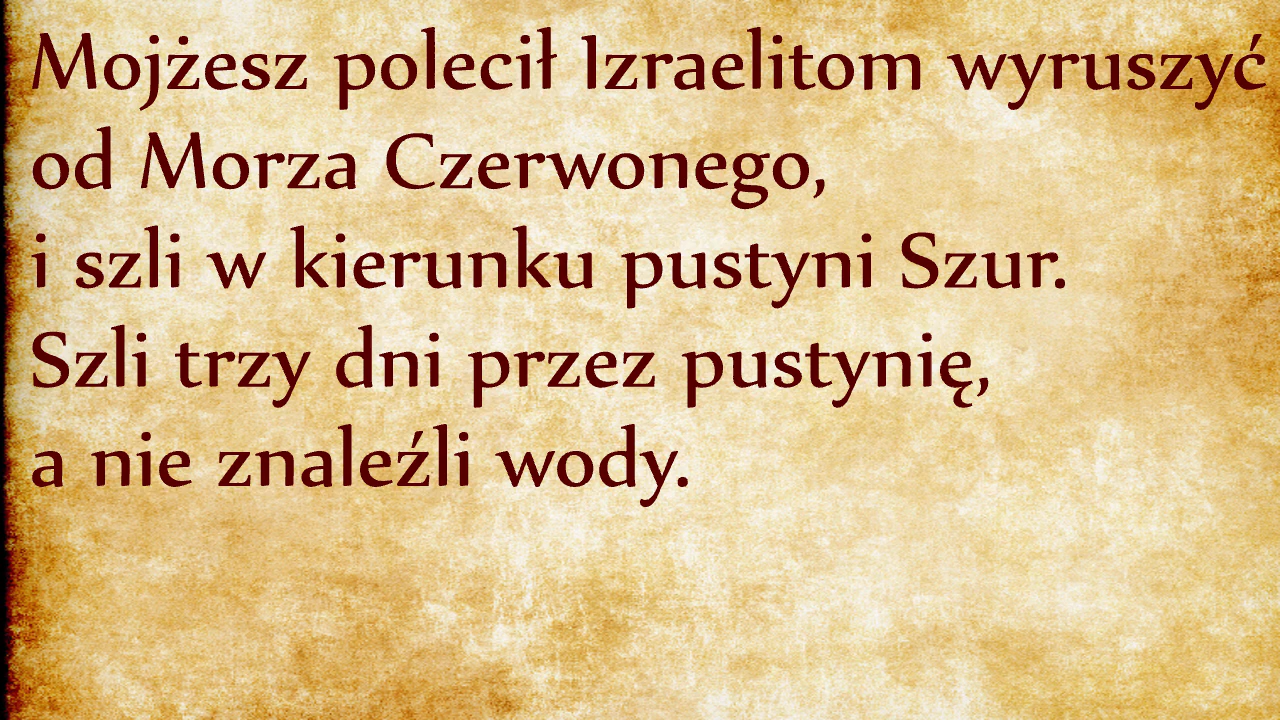 Mojżesz polecił Izraelitom wyruszyć
od Morza Czerwonego,
i szli w kierunku pustyni Szur.
Szli trzy dni przez pustynię,
a nie znaleźli wody.